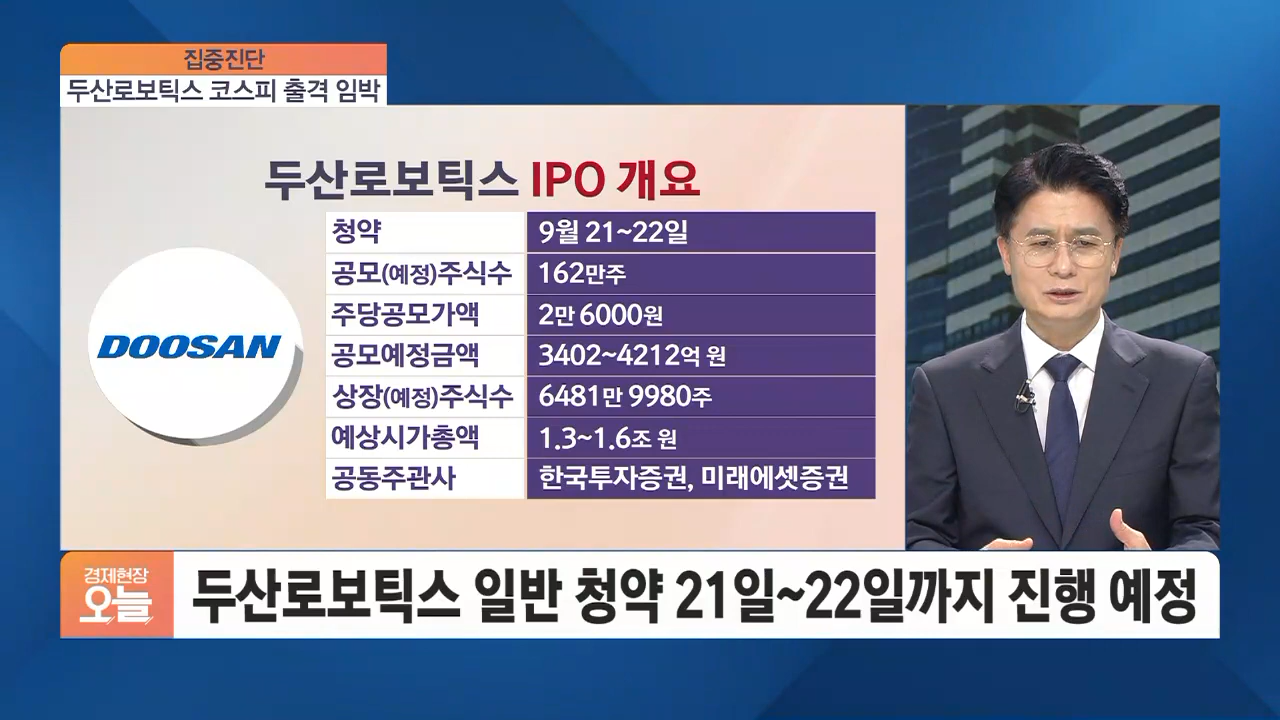 집중진단
두산로보틱스 코스피 출격 임박
두산로보틱스 IPO 개요
DOOSAN
청약 9월 21~22일
공모(예정)주식수 162만주
주당공모가액 2만 6000원
공모예정금액 3402~4212억 원
상장(예정)주식수 6481만 9980주
예상시가총액 1.3~1.6조 원
공동주관사 한국투자증권, 미래에셋증권
경제현장
오늘
두산로보틱스 일반 청약 21일~22일까지 진행 예정